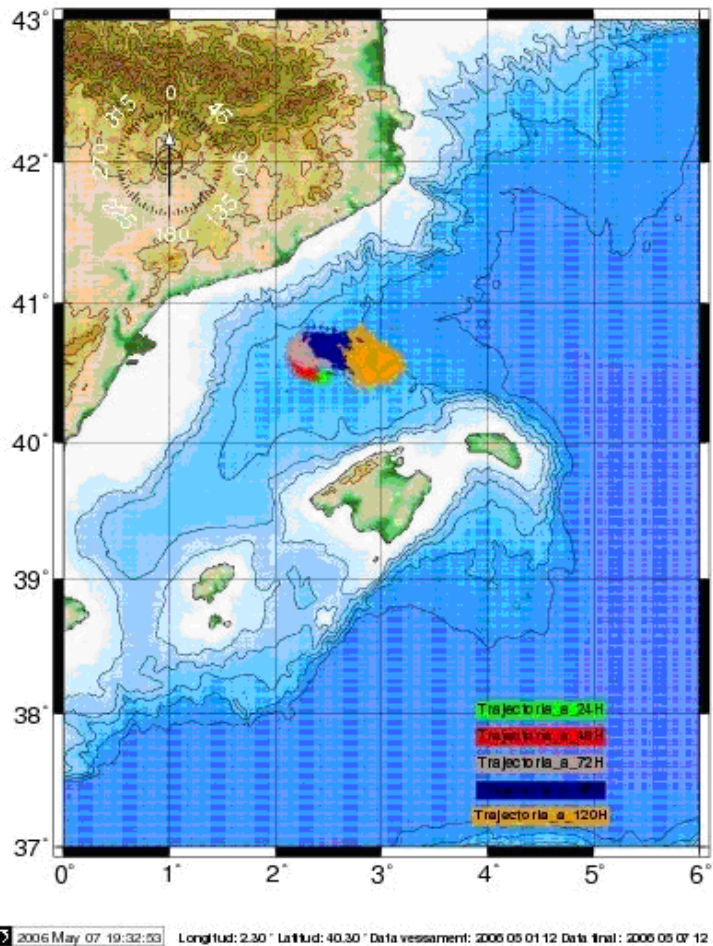 43°
42°
41°
40°
39°
38°
37°
0
45
90
135
180
225
270
315
Trajectoria_a_24H
Trajectoria_a_48H
Trajectoria_a_72H
Trajectoria_a_120H
0° 1° 2° 3° 4° 5° 6°
2006 May 07 19:32:53 Longitud: 2.30° Latitud: 40.30° Data vessament: 2006 05 01 12 Data final: 2006 05 07 12